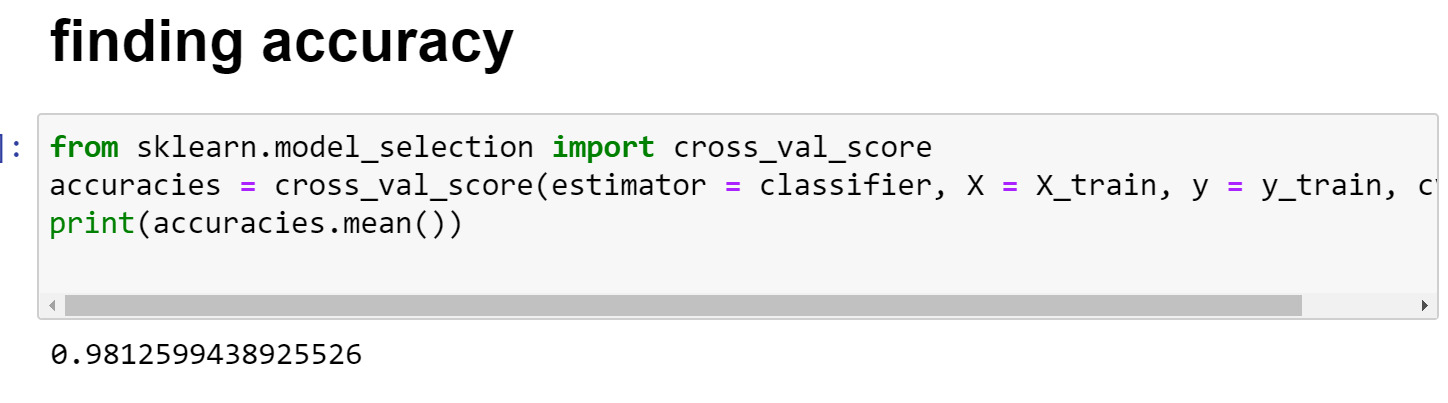 finding accuracy
]:
from sklearn.model_selection import cross_val_score
accuracies = cross_val_score(estimator = classifier, X = X_train, y = y_train, c
print(accuracies.mean())
0.9812599438925526